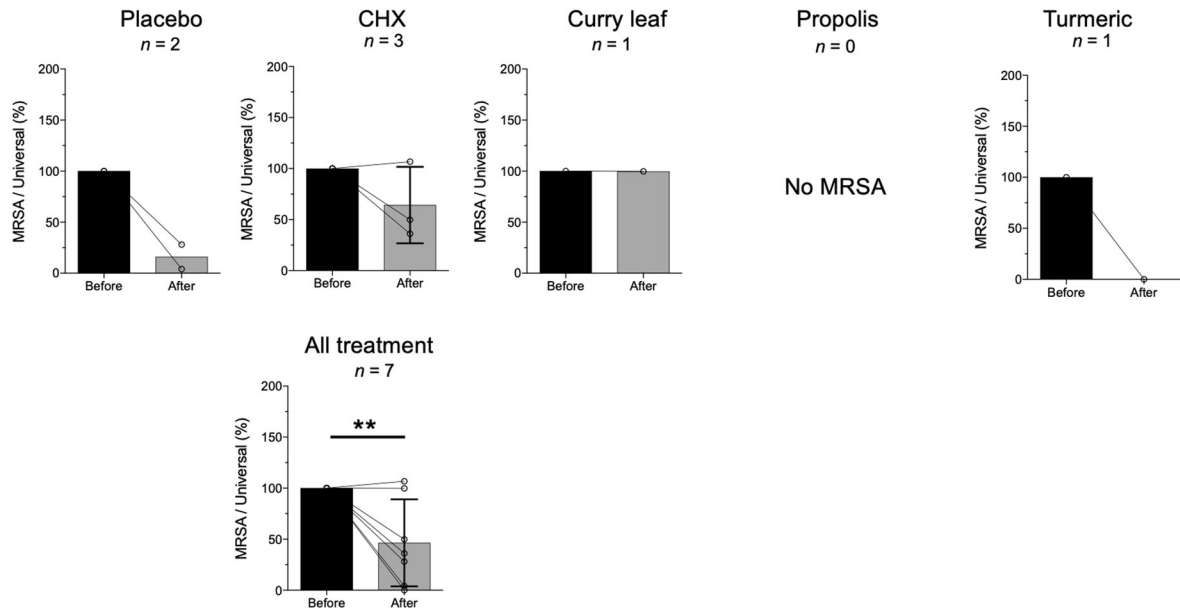 Placebo
n = 2
MRSA / Universal (%)
200
150
100
50
0
Before After
CHX
n = 3
MRSA / Universal (%)
200
150
100
50
0
Before After
Curry leaf
n = 1
MRSA / Universal (%)
200
150
100
50
0
Before After
Propolis
n = 0
No MRSA
Turmeric
n = 1
MRSA / Universal (%)
200
150
100
50
0
Before After
All treatment
n = 7
MRSA / Universal (%)
200
150
100
50
0
**
Before After